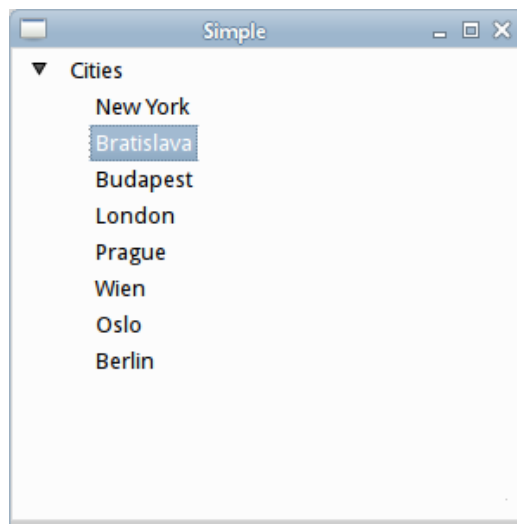 Simple
Cities
New York
Bratislava
Budapest
London
Prague
Wien
Oslo
Berlin